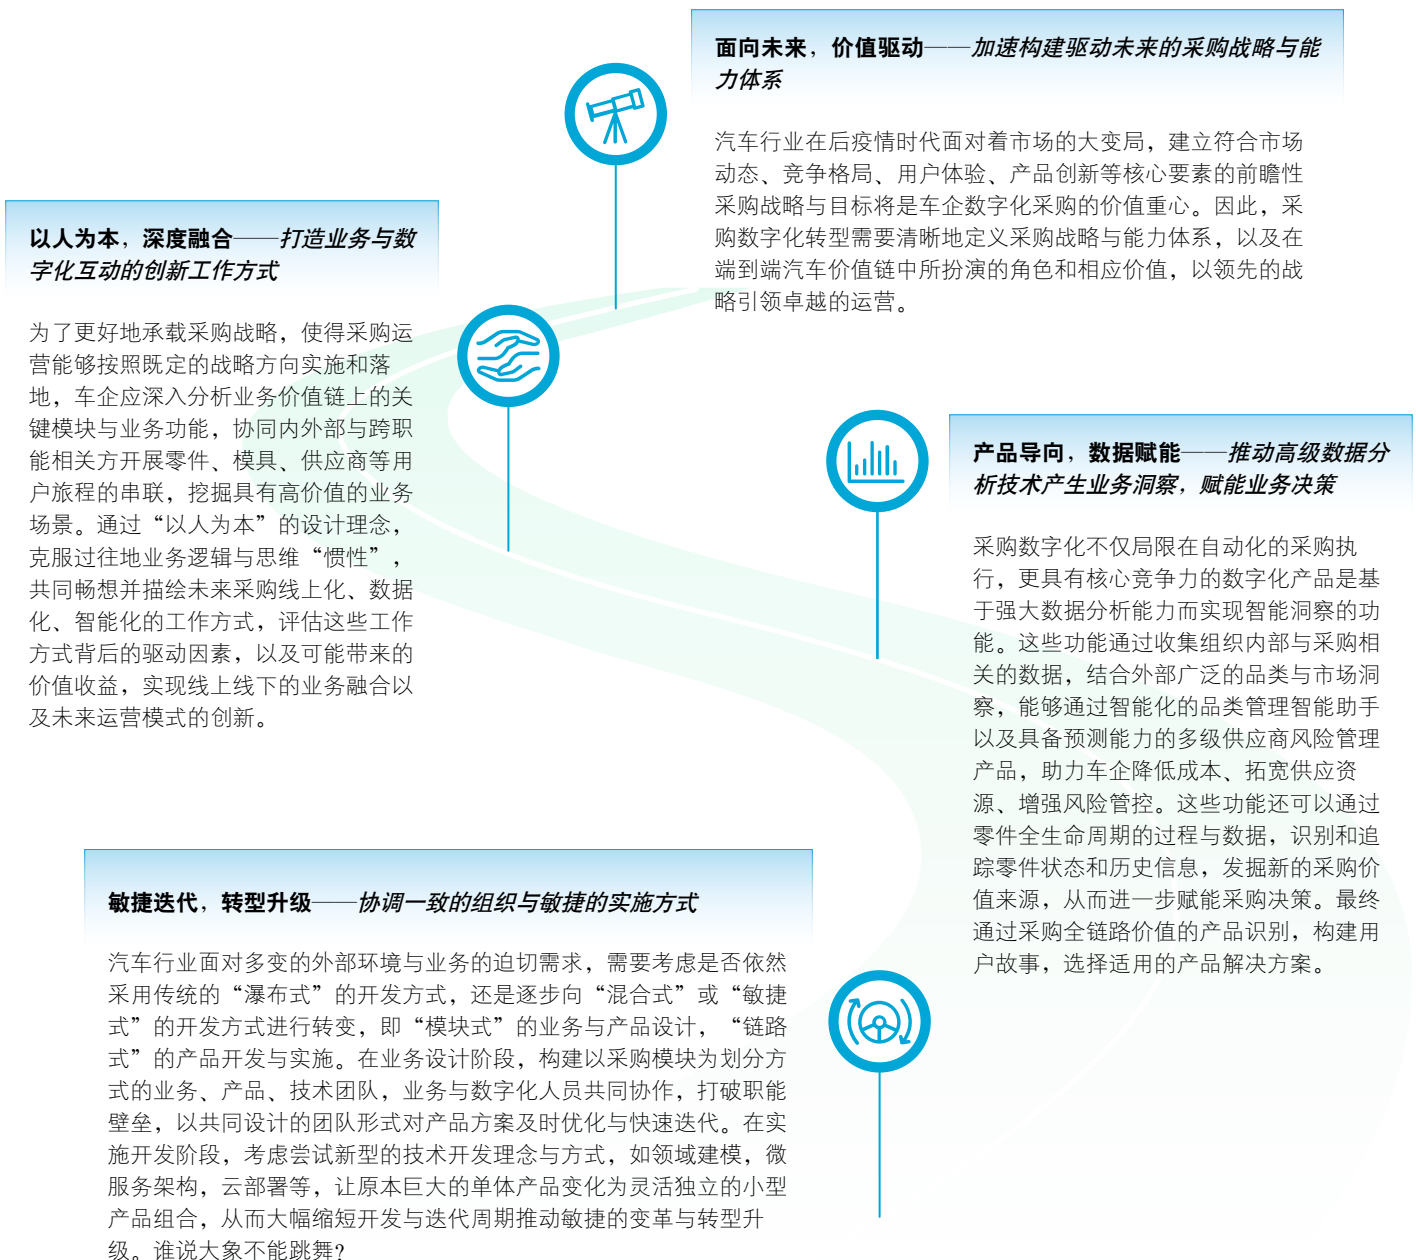 面向未来，价值驱动——加速构建驱动未来的采购战略与能
力体系
汽车行业在后疫情时代面对着市场的大变局，建立符合市场
动态、竞争格局、用户体验、产品创新等核心要素的前瞻性
采购战略与目标将是车企数字化采购的价值重心。因此，采
购数字化转型需要清晰地定义采购战略与能力体系，以及在
端到端汽车价值链中所扮演的角色和相应价值，以领先的战
略引领卓越的运营。
以人为本，深度融合——打造业务与数
字化互动的创新工作方式
为了更好地承载采购战略，使得采购运
营能够按照既定的战略方向实施和落
地，车企应深入分析业务价值链上的关
键模块与业务功能，协同内外部与跨职
能相关方开展零件、模具、供应商等用
户旅程的串联，挖掘具有高价值的业务
场景。通过“以人为本”的设计理念，
克服过往地业务逻辑与思维“惯性”，
共同畅想并描绘未来采购线上化、数据
化、智能化的工作方式，评估这些工作
方式背后的驱动因素，以及可能带来的
价值收益，实现线上线下的业务融合以
及未来运营模式的创新。
产品导向，数据赋能——推动高级数据分
析技术产生业务洞察，赋能业务决策
采购数字化不仅局限在自动化的采购执
行，更具有核心竞争力的数字化产品是基
于强大数据分析能力而实现智能洞察的功
能。这些功能通过收集组织内部与采购相
关的数据，结合外部广泛的品类与市场洞
察，能够通过智能化的品类管理智能助手
以及具备预测能力的多级供应商风险管理
产品，助力车企降低成本、拓宽供应资
源、增强风险管控。这些功能还可以通过
零件全生命周期的过程与数据，识别和追
踪零件状态和历史信息，发掘新的采购价
值来源，从而进一步赋能采购决策。最终
通过采购全链路价值的产品识别，构建用
户故事，选择适用的产品解决方案。
敏捷迭代，转型升级——协调一致的组织与敏捷的实施方式
汽车行业面对多变的外部环境与业务的迫切需求，需要考虑是否依然
采用传统的“瀑布式”的开发方式，还是逐步向“混合式”或“敏捷
式”的开发方式进行转变，即“模块式”的业务与产品设计，“链路
式”的产品开发与实施。在业务设计阶段，构建以采购模块为划分方
式的业务、产品、技术团队，业务与数字化人员共同协作，打破职能
壁垒，以共同设计的团队形式对产品方案及时优化与快速迭代。在实
施开发阶段，考虑尝试新型的技术开发理念与方式，如领域建模，微
服务架构，云部署等，让原本巨大的单体产品变化为灵活独立的小型
产品组合，从而大幅缩短开发与迭代周期推动敏捷的变革与转型升
级。谁说大象不能跳舞？